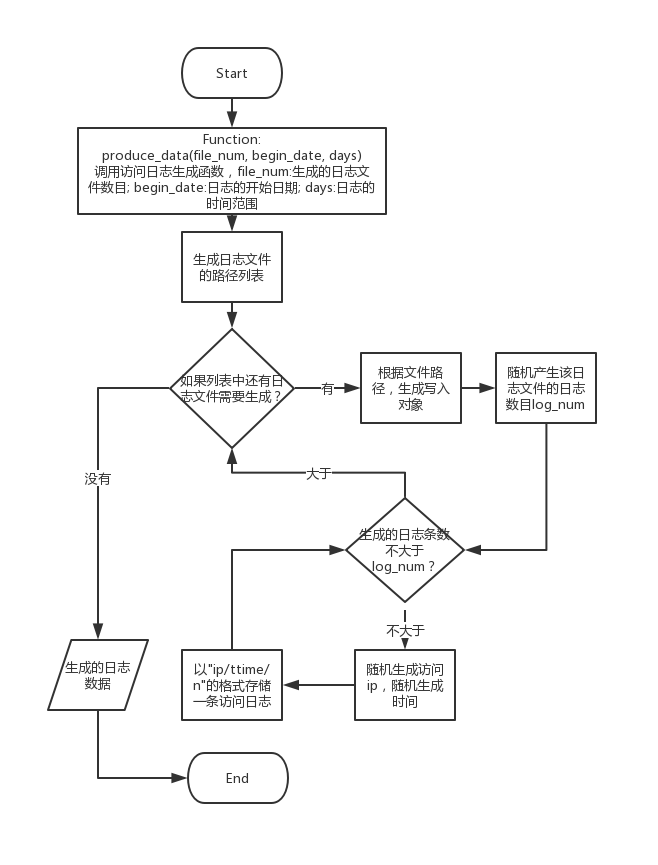 Start
Function:
produce_data(file_num, begin_date, days)
调用访问日志生成函数，file_num:生成的日志文
件数目; begin_date:日志的开始日期; days:日志的
时间范围
生成日志文件
的路径列表
如果列表中还有日
志文件需要生成？
有
根据文件路
径，生成写入
对象
随机产生该日
志文件的日志
数目log_num
没有
大于
生成的日志条数
不大于
log_num？
不大于
随机生成访问
ip，随机生成
时间
以"ip/ttime/
n"的格式存储
一条访问日志
生成的日志
数据
End